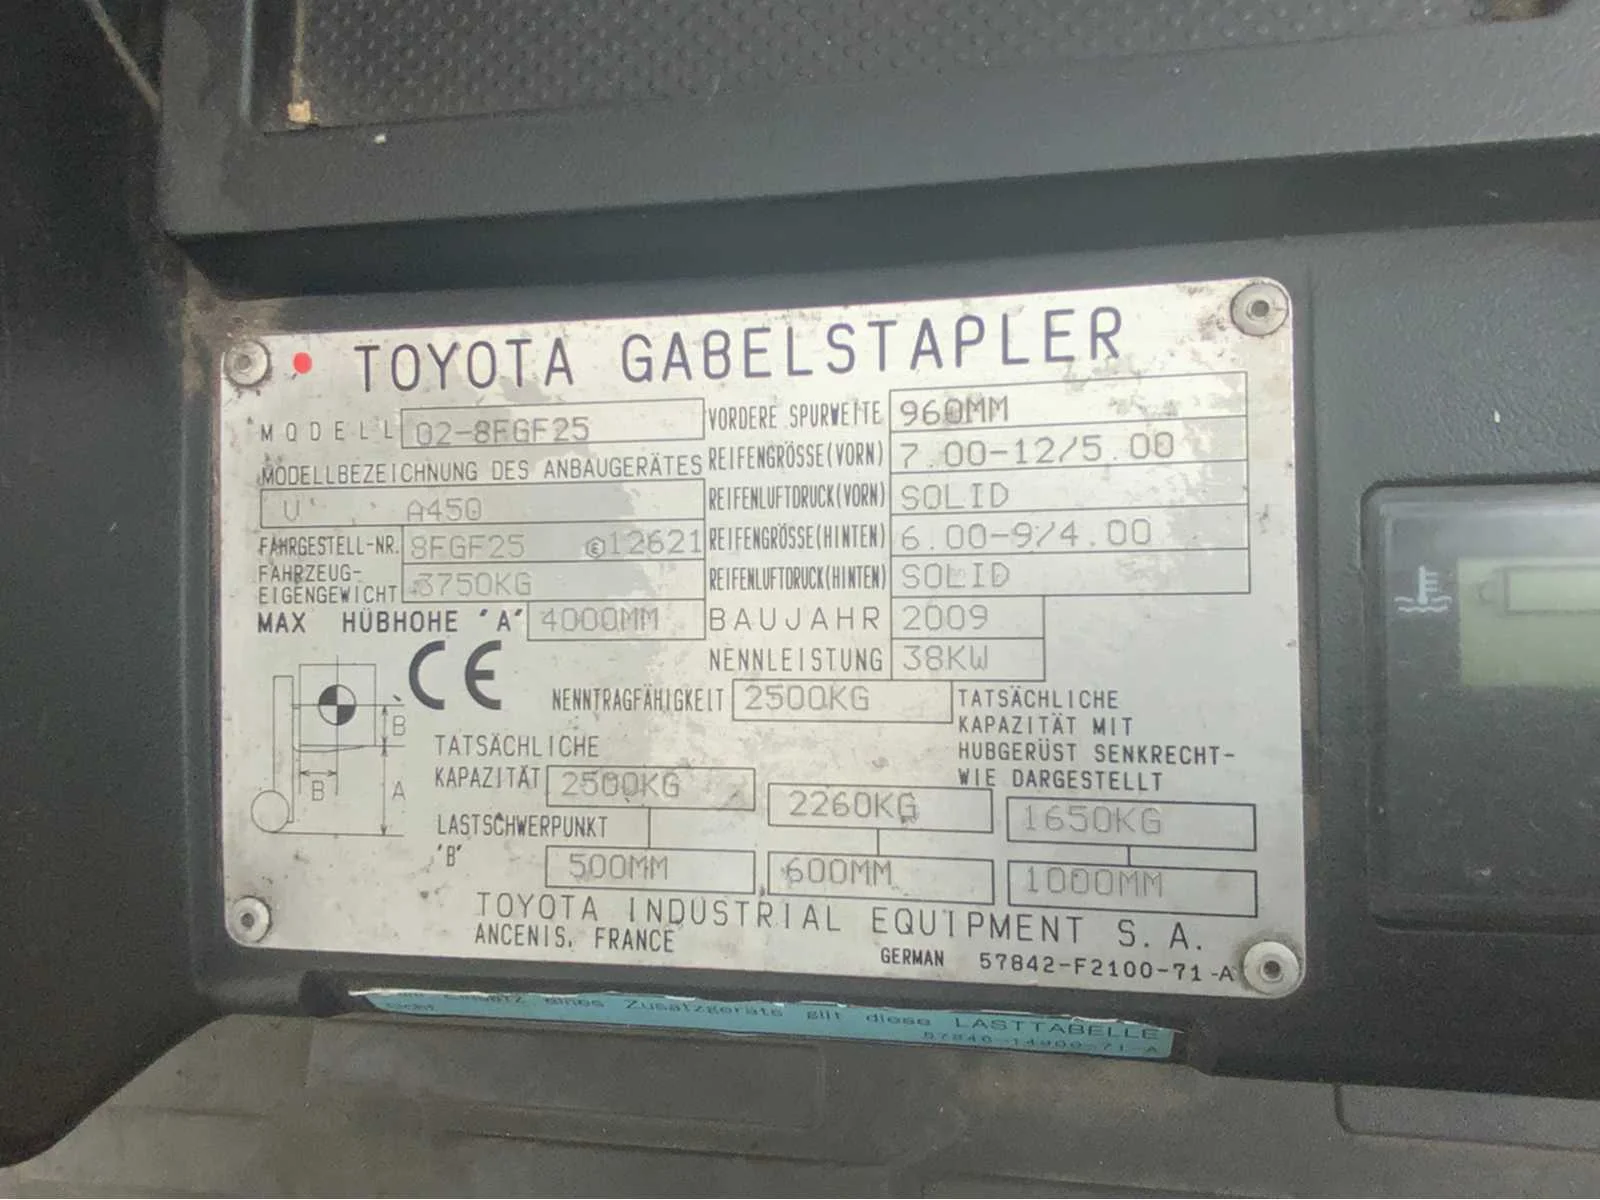 TOYOTA GABELSTAPLER
MODELL 02-8FGF25
MODELLBEZEICHNUNG DES ANBAUGERÄTES
V A450
FAHRGESTELL-NR. 8FGF25 Ⓔ12621
FAHRZEUG-
EIGENGEWICHT 3750KG
MAX HÜBHOHE "A" 4000MM
VORDERE SPURWEITE 960MM
REIFENGRÖSSE(VORN) 7.00-12/5.00
REIFENLUFTDRUCK(VORN) SOLID
REIFENGRÖSSE(HINTEN) 6.00-9/4.00
REIFENLUFTDRUCK(HINTEN) SOLID
BAUJAHR 2009
NENNLEISTUNG 38KW
CE
B
B
A
NENNTRAGFÄHIGKEIT 2500KG
TATSÄCHLICHE
KAPAZITÄT MIT
HUBGERÜST SENKRECHT-
WIE DARGESTELLT
TATSÄCHLICHE
KAPAZITÄT 2500KG 2260KG 1650KG
LASTSCHWERPUNKT
"B" 500MM 600MM 1000MM
TOYOTA INDUSTRIAL EQUIPMENT S.A.
ANCENIS, FRANCE
GERMAN 57842-F2100-71-A
eines Zusatzgeräts gilt diese LASTTABELLE